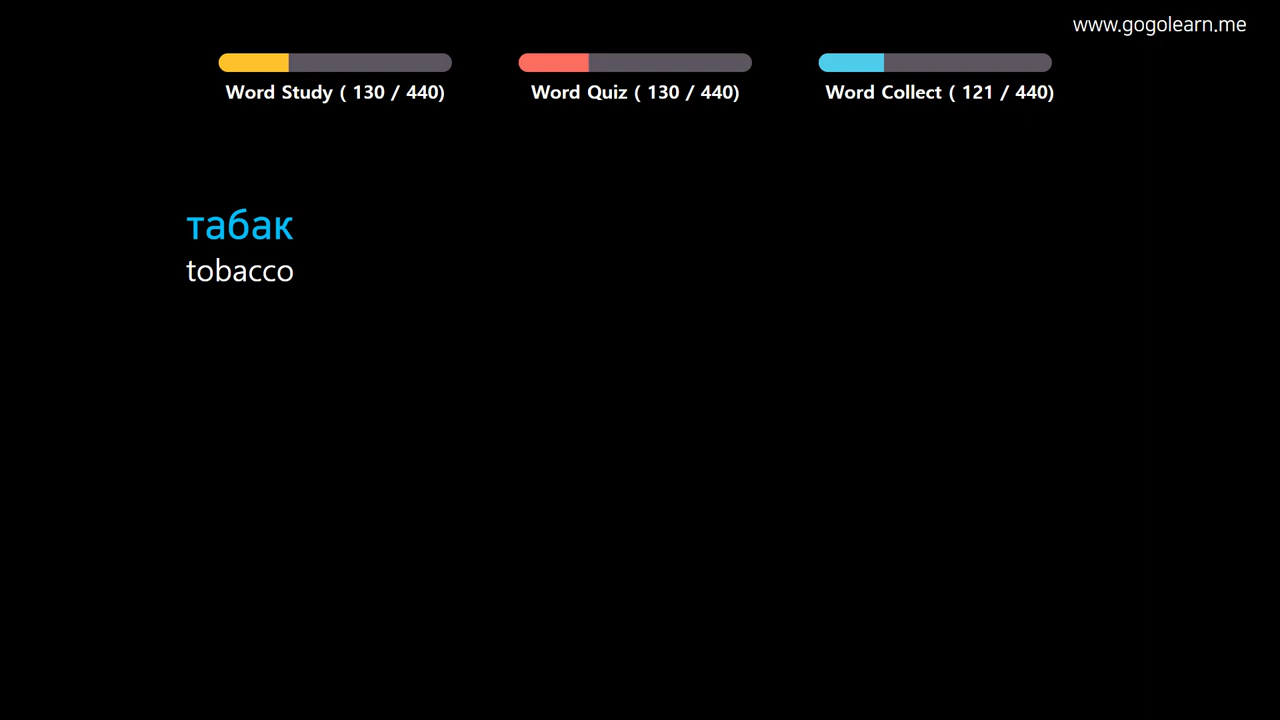 www.gogolearn.me
Word Study ( 130 / 440)
Word Quiz ( 130 / 440)
Word Collect ( 121 / 440)
табак
tobacco